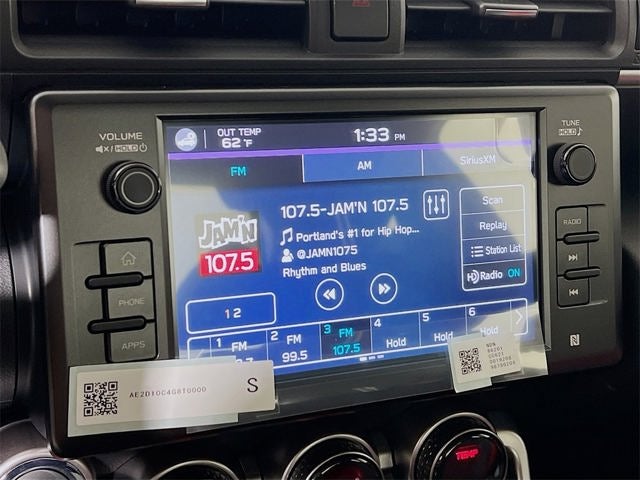 VOLUME
HOLD
OUT TEMP
62°F
1:33 PM
TUNE
HOLD
FM
AM
SiriusXM
107.5-JAM'N 107.5
Scan
JAM'N
107.5
Portland's #1 for Hip Hop...
Replay
@JAMN1075
Station List
Rhythm and Blues
Radio ON
RADIO
PHONE
APPS
1 2
1 FM
2 FM
99.5
3 FM
107.5
4
Hold
5
Hold
6
Hold
AE2D10C4G810000
S
TEMP